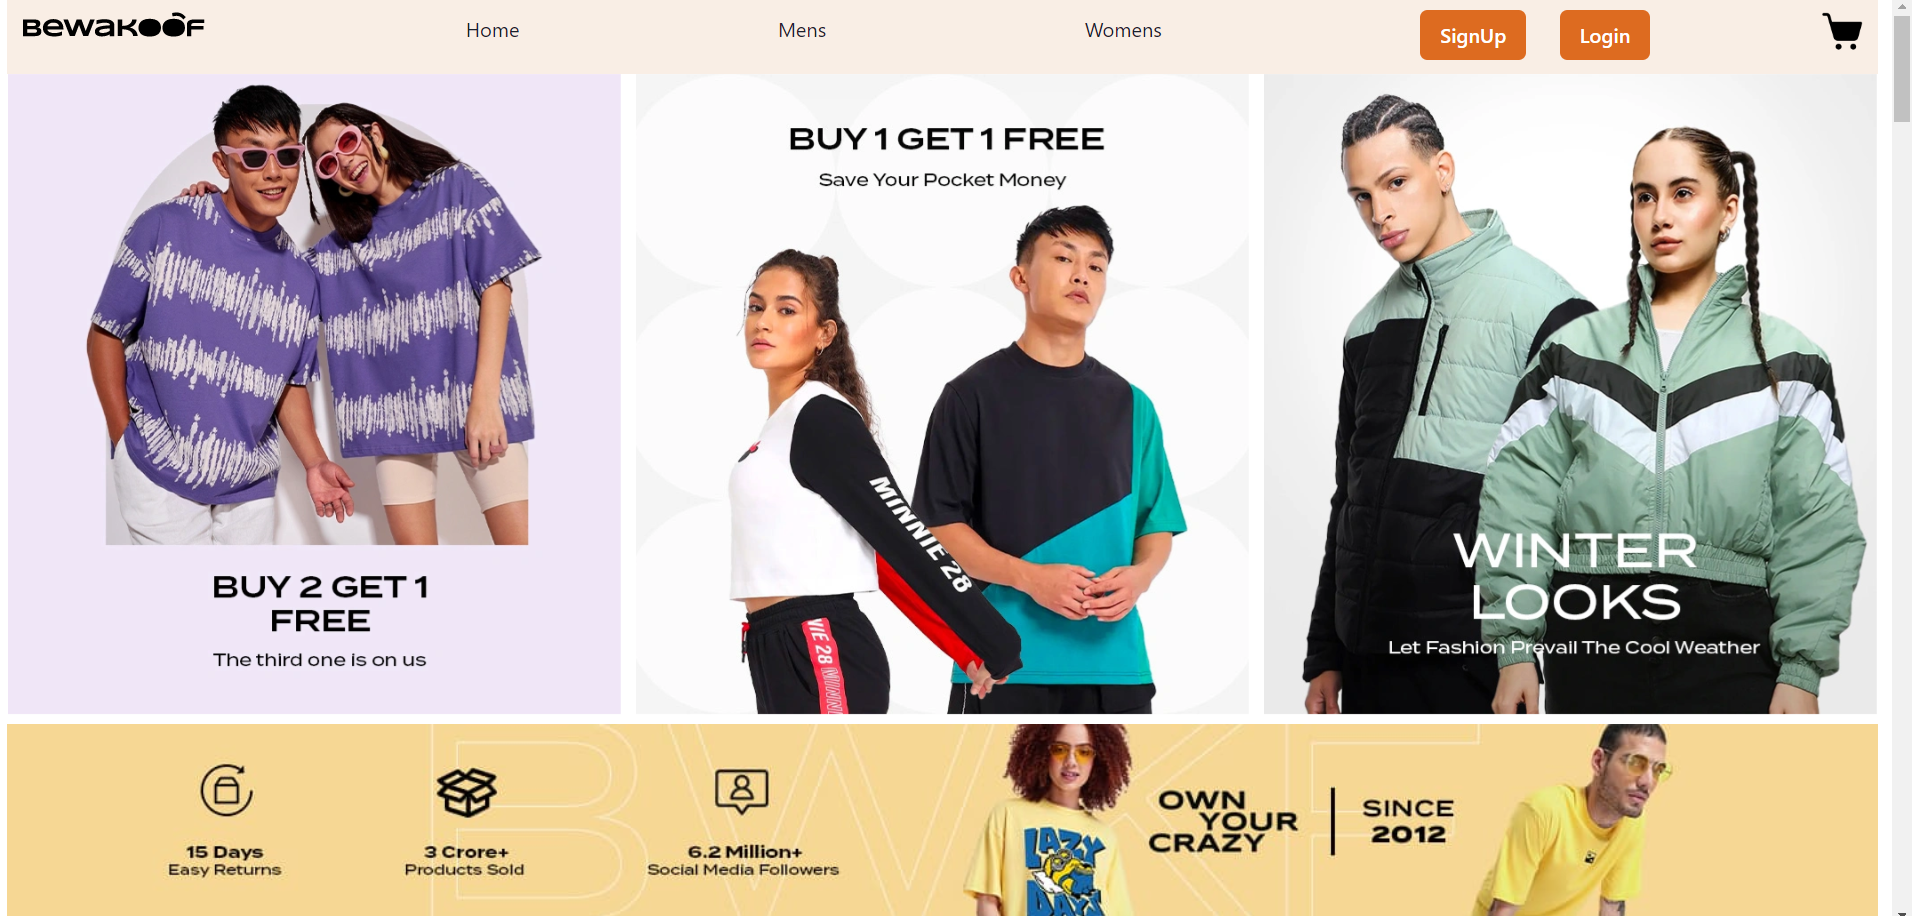 BEWAKOOF
Home
Mens
Womens
SignUp
Login
BUY 2 GET 1
FREE
The third one is on us
BUY 1 GET 1 FREE
Save Your Pocket Money
MINNIE 28
VIE 28 MINNI
WINTER
LOOKS
Let Fashion Prevail The Cool Weather
BWKF
15 Days
Easy Returns
3 Crore+
Products Sold
6.2 Million+
Social Media Followers
LAZY
DAYS
OWN
YOUR
CRAZY
SINCE
2012